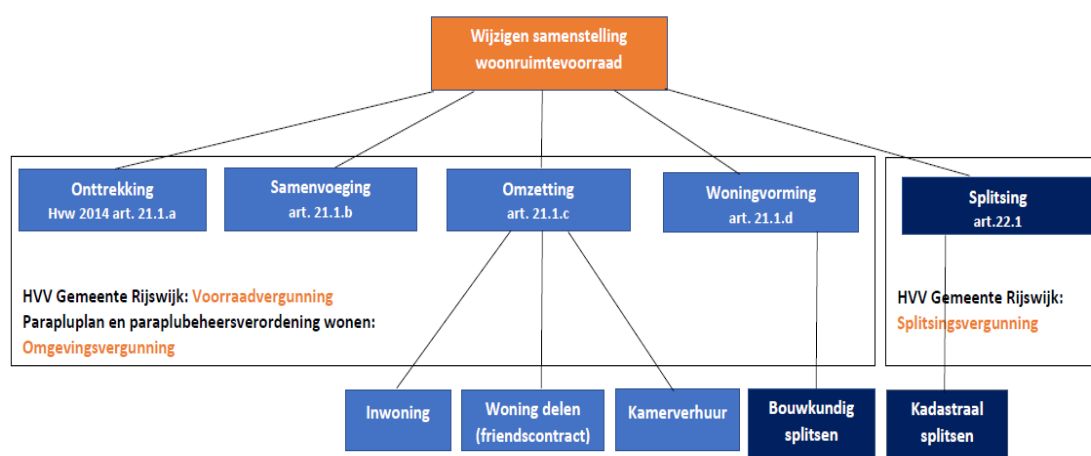 Wijzigen samenstelling
woonruimtevoorraad
Onttrekking
Hvw 2014 art. 21.1.a
Samenvoeging
art. 21.1.b
Omzetting
art. 21.1.c
Woningvorming
art. 21.1.d
Splitsing
art.22.1
HVV Gemeente Rijswijk: Voorraadvergunning
Parapluplan en paraplubeheersverordening wonen:
Omgevingsvergunning
HVV Gemeente Rijswijk:
Splitsingsvergunning
Inwoning
Woning delen
(friendscontract)
Kamerverhuur
Bouwkundig
splitsen
Kadastraal
splitsen